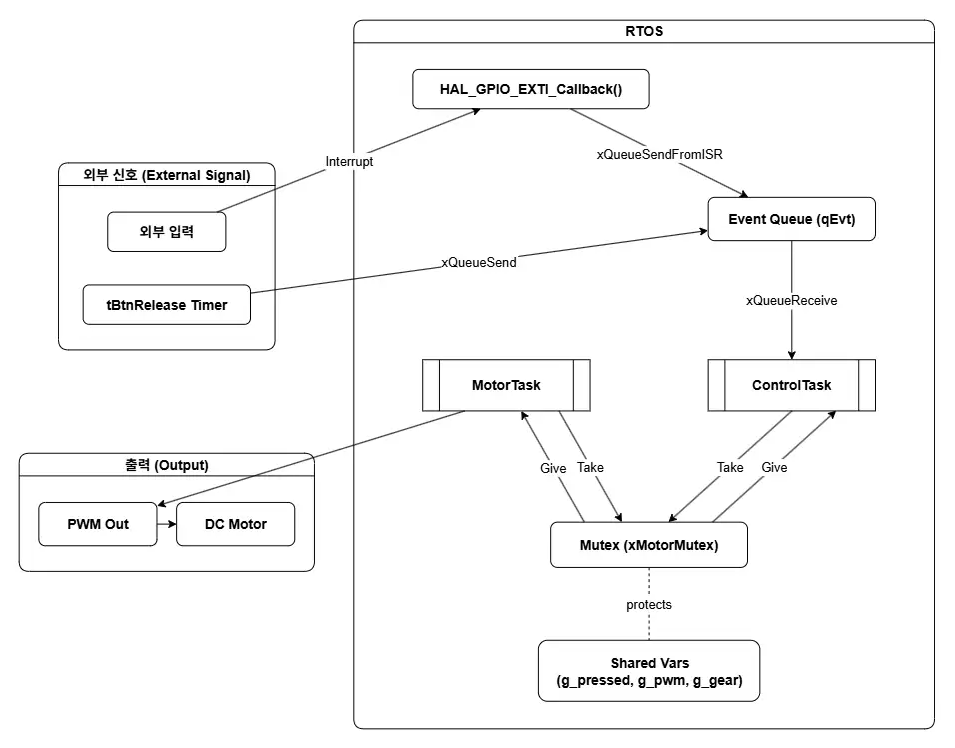 RTOS
HAL_GPIO_EXTI_Callback()
Interrupt
xQueueSendFromISR
외부 신호 (External Signal)
외부 입력
Event Queue (qEvt)
xQueueSend
tBtnRelease Timer
xQueueReceive
MotorTask
ControlTask
출력 (Output)
Give
Take
Take
Give
PWM Out
DC Motor
Mutex (xMotorMutex)
protects
Shared Vars
(g_pressed, g_pwm, g_gear)